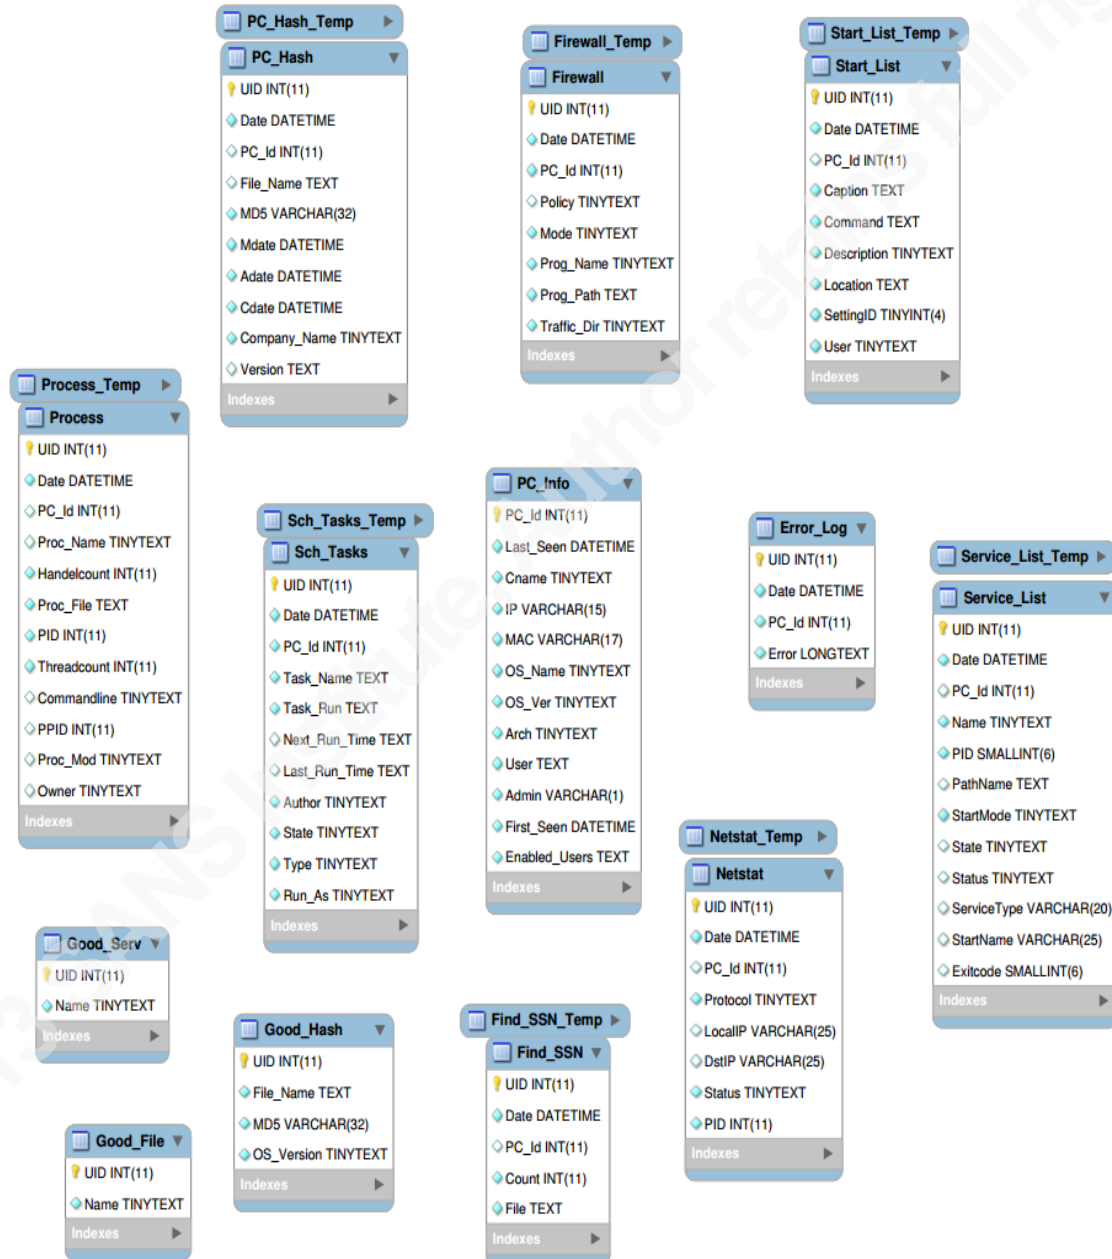 PC_Hash_Temp
PC_Hash
UID INT(11)
Date DATETIME
PC_Id INT(11)
File_Name TEXT
MD5 VARCHAR(32)
Mdate DATETIME
Adate DATETIME
Cdate DATETIME
Company_Name TINYTEXT
Version TEXT
Indexes
Firewall_Temp
Firewall
UID INT(11)
Date DATETIME
PC_Id INT(11)
Policy TINYTEXT
Mode TINYTEXT
Prog_Name TINYTEXT
Prog_Path TEXT
Traffic_Dir TINYTEXT
Indexes
Start_List_Temp
Start_List
UID INT(11)
Date DATETIME
PC_Id INT(11)
Caption TEXT
Command TEXT
Description TINYTEXT
Location TEXT
SettingID TINYINT(4)
User TINYTEXT
Indexes
Process_Temp
Process
UID INT(11)
Date DATETIME
PC_Id INT(11)
Proc_Name TINYTEXT
Handelcount INT(11)
Proc_File TEXT
PID INT(11)
Threadcount INT(11)
Commandline TINYTEXT
PPID INT(11)
Proc_Mod TINYTEXT
Owner TINYTEXT
Indexes
Sch_Tasks_Temp
Sch_Tasks
UID INT(11)
Date DATETIME
PC_Id INT(11)
Task_Name TEXT
Task_Run TEXT
Next_Run_Time TEXT
Last_Run_Time TEXT
Author TINYTEXT
State TINYTEXT
Type TINYTEXT
Run_As TINYTEXT
Indexes
PC_Info
PC_Id INT(11)
Last_Seen DATETIME
Cname TINYTEXT
IP VARCHAR(15)
MAC VARCHAR(17)
OS_Name TINYTEXT
OS_Ver TINYTEXT
Arch TINYTEXT
User TEXT
Admin VARCHAR(1)
First_Seen DATETIME
Enabled_Users TEXT
Indexes
Error_Log
UID INT(11)
Date DATETIME
PC_Id INT(11)
Error LONGTEXT
Indexes
Service_List_Temp
Service_List
UID INT(11)
Date DATETIME
PC_Id INT(11)
Name TINYTEXT
PID SMALLINT(6)
PathName TEXT
StartMode TINYTEXT
State TINYTEXT
Status TINYTEXT
ServiceType VARCHAR(20)
StartName VARCHAR(25)
Exitcode SMALLINT(6)
Indexes
Netstat_Temp
Netstat
UID INT(11)
Date DATETIME
PC_Id INT(11)
Protocol TINYTEXT
LocalIP VARCHAR(25)
DstIP VARCHAR(25)
Status TINYTEXT
PID INT(11)
Indexes
Good_Serv
UID INT(11)
Name TINYTEXT
Indexes
Good_Hash
UID INT(11)
File_Name TEXT
MD5 VARCHAR(32)
OS_Version TINYTEXT
Indexes
Find_SSN_Temp
Find_SSN
UID INT(11)
Date DATETIME
PC_Id INT(11)
Count INT(11)
File TEXT
Indexes
Good_File
UID INT(11)
Name TINYTEXT
Indexes
13 SANS Institute, Author retains full